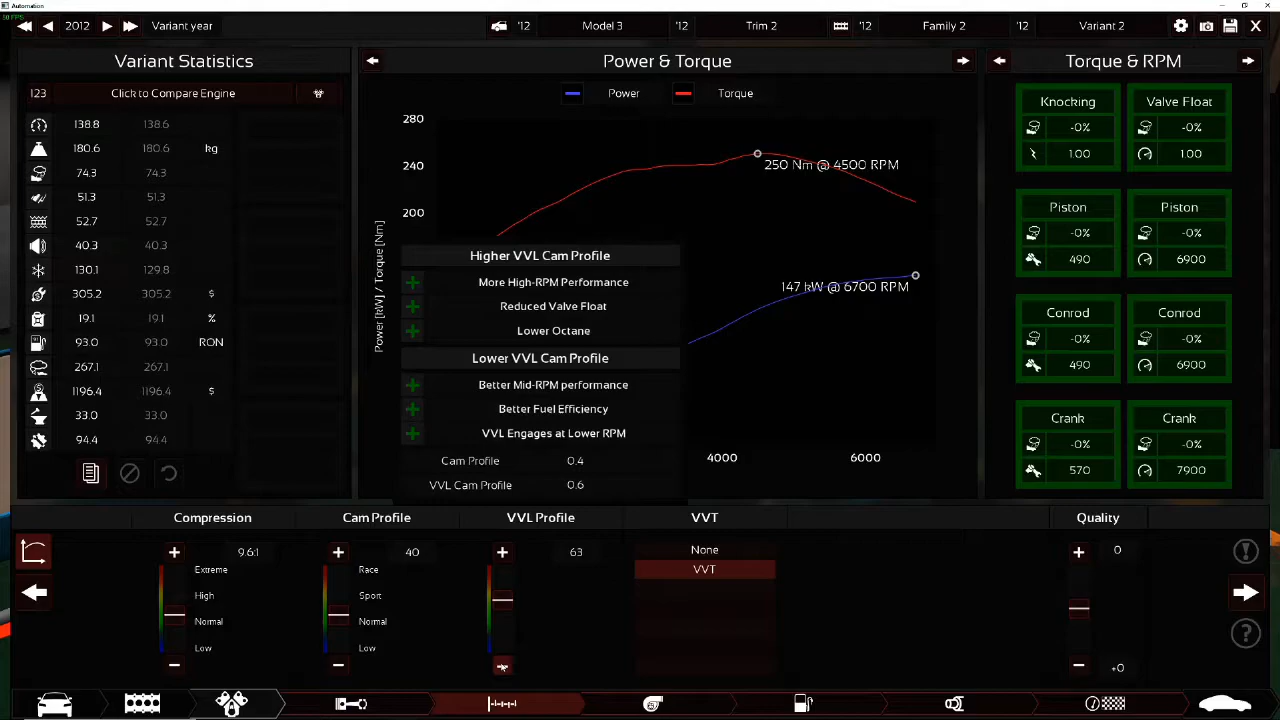 Automation
30 FPS
2012 Variant year '12 Model 3 '12 Trim 2 '12 Family 2 '12 Variant 2
Variant Statistics
123 Click to Compare Engine
138.8 138.6
180.6 180.6 kg
74.3 74.3
51.3 51.3
52.7 52.7
40.3 40.3
130.1 129.8
305.2 305.2 $
19.1 19.1 %
93.0 93.0 RON
267.1 267.1
1196.4 1196.4 $
33.0 33.0
94.4 94.4
Power & Torque
Power Torque
280
240
200
Power [kW] / Torque [Nm]
250 Nm @ 4500 RPM
147 kW @ 6700 RPM
4000 6000
Higher VVL Cam Profile
More High-RPM Performance
Reduced Valve Float
Lower Octane
Lower VVL Cam Profile
Better Mid-RPM performance
Better Fuel Efficiency
VVL Engages at Lower RPM
Cam Profile 0.4
VVL Cam Profile 0.6
Torque & RPM
Knocking Valve Float
-0% -0%
1.00 1.00
Piston Piston
-0% -0%
490 6900
Conrod Conrod
-0% -0%
490 6900
Crank Crank
-0% -0%
570 7900
Compression Cam Profile VVL Profile VVT Quality
+ 9.6:1 + 40 + 63 None + 0
Extreme Race VVT
High Sport
Normal Normal
Low Low
+0